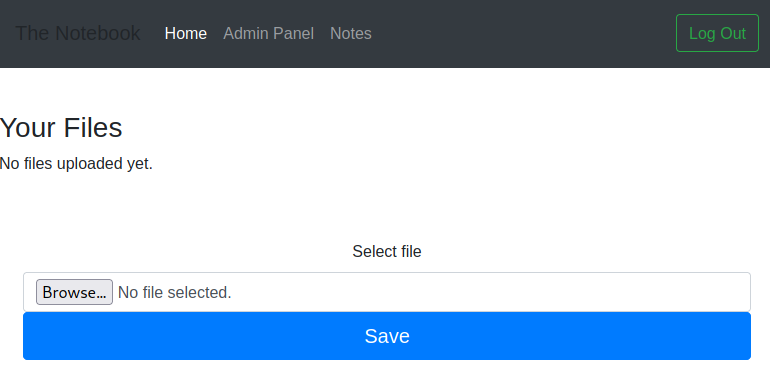 The Notebook Home Admin Panel Notes Log Out
Your Files
No files uploaded yet.
Select file
Browse... No file selected.
Save